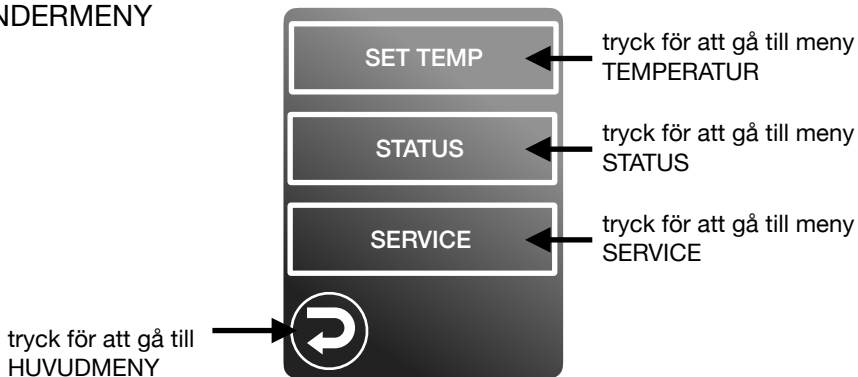 NDERMENY
SET TEMP
tryck för att gå till meny
TEMPERATUR
STATUS
tryck för att gå till meny
STATUS
SERVICE
tryck för att gå till meny
SERVICE
tryck för att gå till
HUVUDMENY